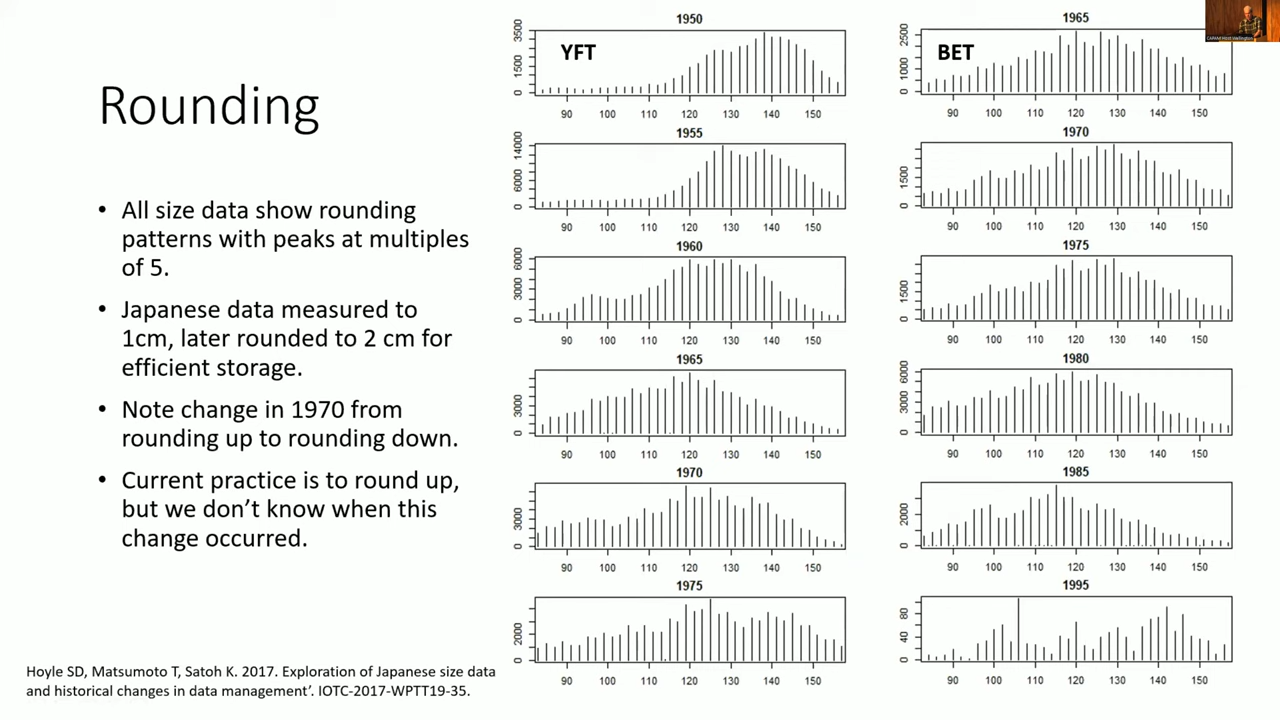 Rounding
• All size data show rounding
patterns with peaks at multiples
of 5.
• Japanese data measured to
1cm, later rounded to 2 cm for
efficient storage.
• Note change in 1970 from
rounding up to rounding down.
• Current practice is to round up,
but we don’t know when this
change occurred.
Hoyle SD, Matsumoto T, Satoh K. 2017. Exploration of Japanese size data
and historical changes in data management’. IOTC-2017-WPTT19-35.
YFT
1950
0 1500 3500
90 100 110 120 130 140 150
1955
0 6000 14000
90 100 110 120 130 140 150
1960
0 3000 6000
90 100 110 120 130 140 150
1965
0 3000
90 100 110 120 130 140 150
1970
0 3000
90 100 110 120 130 140 150
1975
0 2000
90 100 110 120 130 140 150
BET
1965
0 1000 2500
90 100 110 120 130 140 150
1970
0 1500
90 100 110 120 130 140 150
1975
0 1500
90 100 110 120 130 140 150
1980
0 3000 6000
90 100 110 120 130 140 150
1985
0 2000
90 100 110 120 130 140 150
1995
0 40 80
90 100 110 120 130 140 150